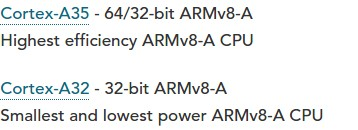 Cortex-A35 - 64/32-bit ARMv8-A
Highest efficiency ARMv8-A CPU
Cortex-A32 - 32-bit ARMv8-A
Smallest and lowest power ARMv8-A CPU